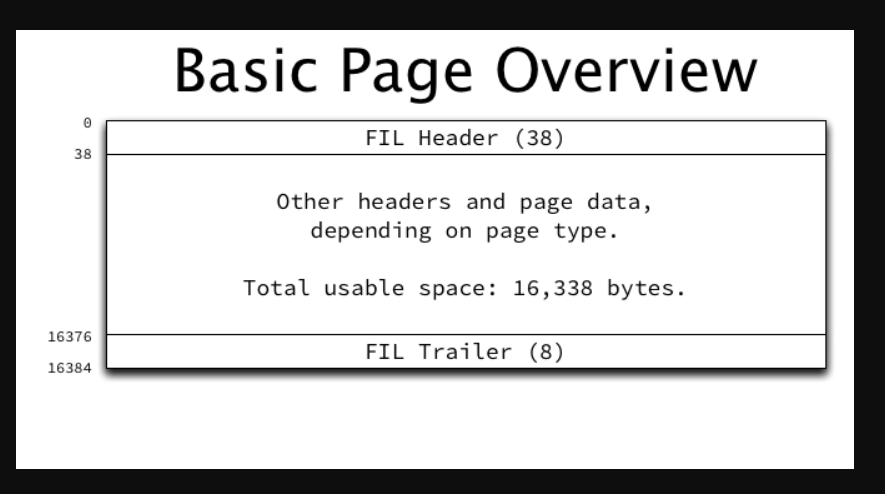 Basic Page Overview
0
FIL Header (38)
38
Other headers and page data,
depending on page type.
Total usable space: 16,338 bytes.
16376
FIL Trailer (8)
16384